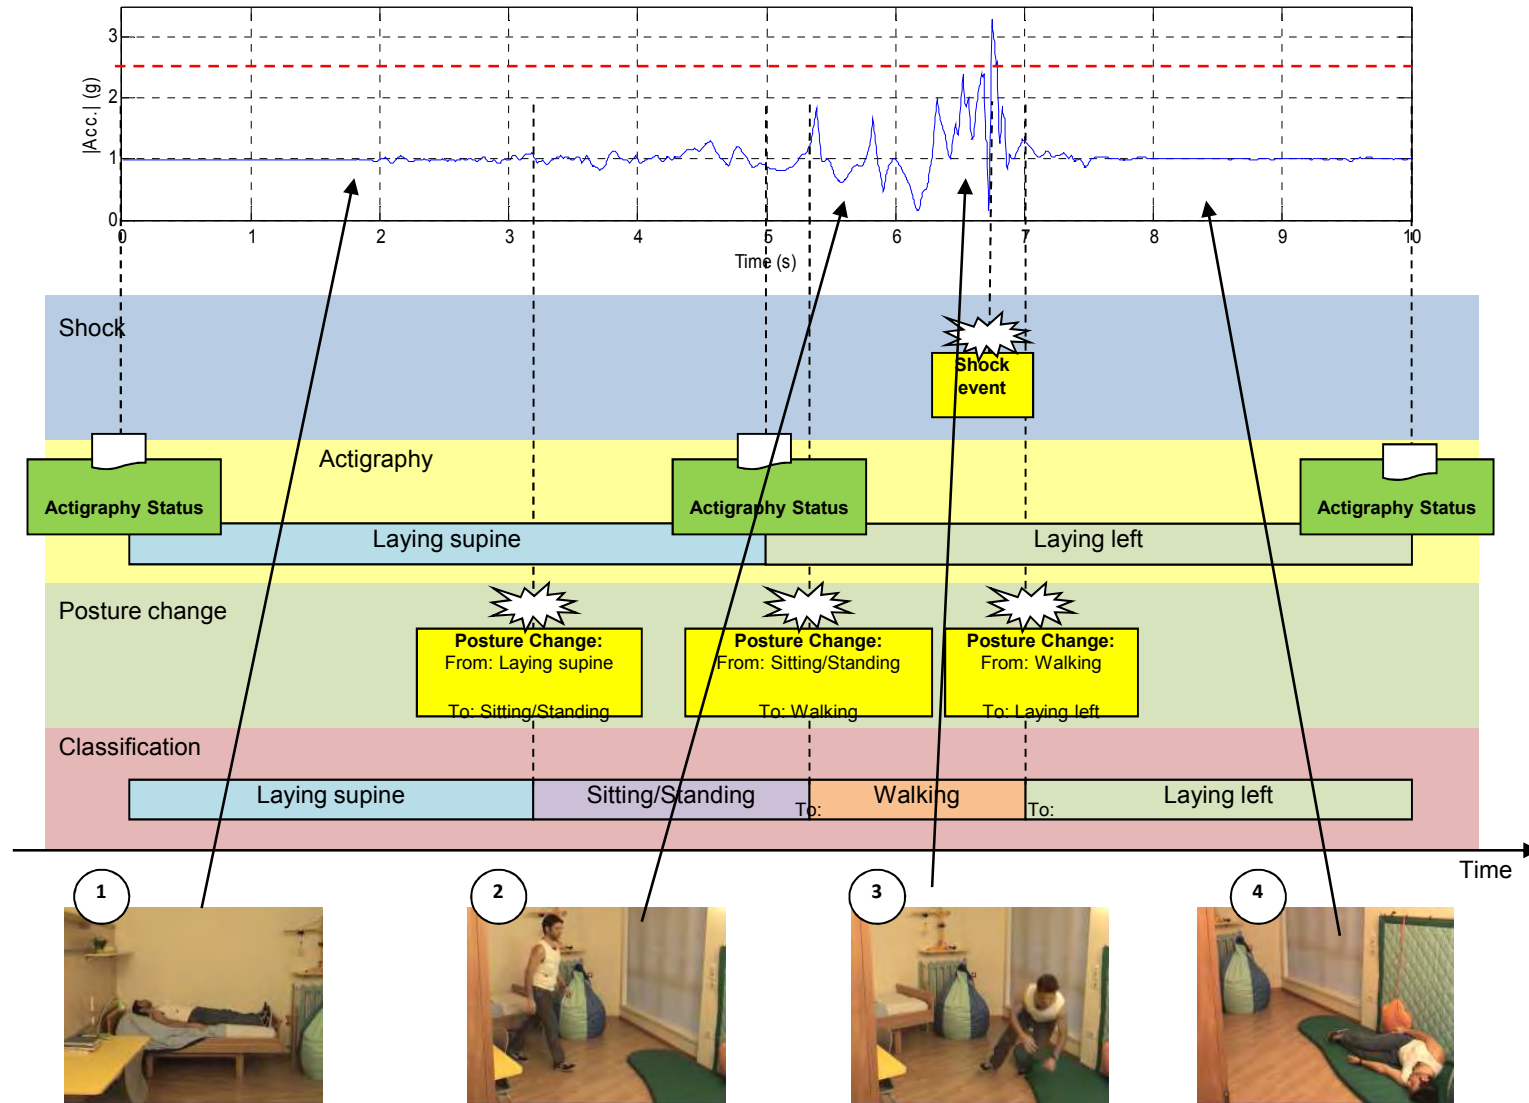 3
2
1
0
|Acc.| (g)
0 1 2 3 4 5 6 7 8 9 10
Time (s)
Shock
Shock
event
Actigraphy
Actigraphy Status
Actigraphy Status
Actigraphy Status
Laying supine
Laying left
Posture change
Posture Change:
From: Laying supine
To: Sitting/Standing
Posture Change:
From: Sitting/Standing
To: Walking
Posture Change:
From: Walking
To: Laying left
Classification
Laying supine
Sitting/Standing
To:
Walking
To:
Laying left
Time
1
2
3
4